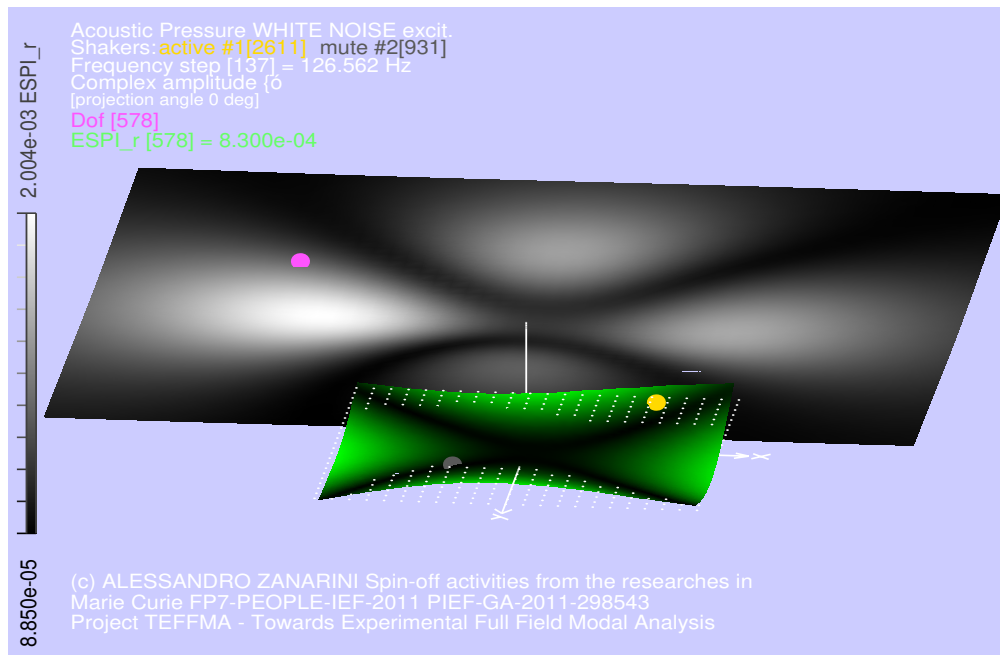 Acoustic Pressure WHITE NOISE excit.
Shakers: active #1[2611] mute #2[931]
Frequency step [137] = 126.562 Hz
Complex amplitude {ó
[projection angle 0 deg]
Dof [578]
ESPI_r [578] = 8.300e-04
2.004e-03 ESPI_r
8.850e-05
(c) ALESSANDRO ZANARINI Spin-off activities from the researches in
Marie Curie FP7-PEOPLE-IEF-2011 PIEF-GA-2011-298543
Project TEFFMA - Towards Experimental Full Field Modal Analysis